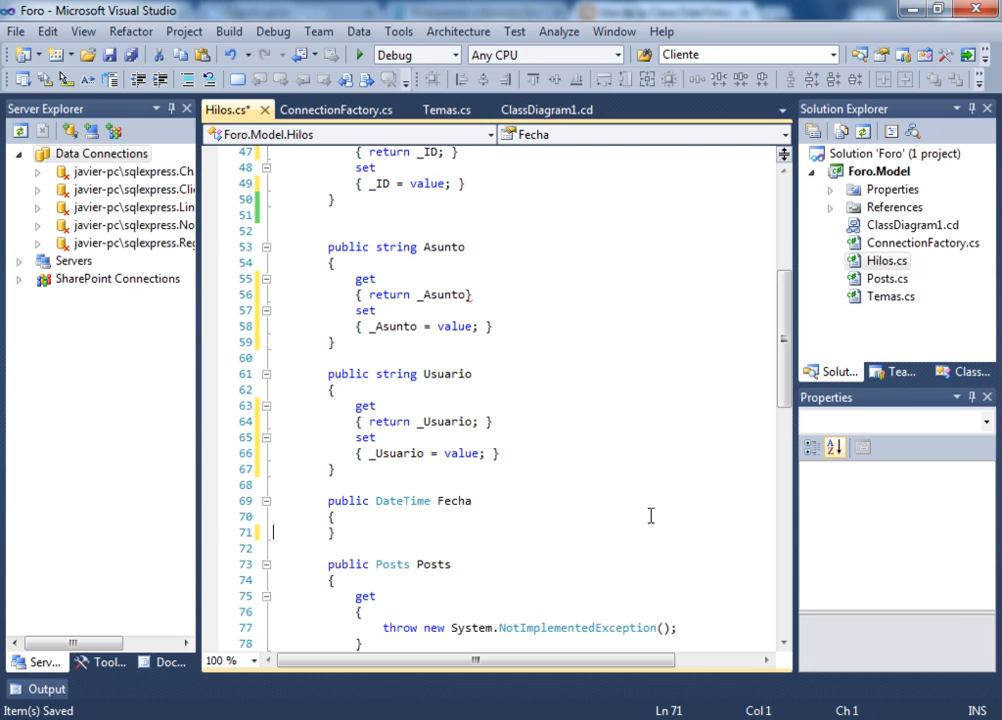 Foro - Microsoft Visual Studio
File Edit View Refactor Project Build Debug Team Data Tools Architecture Test Analyze Window Help
Debug Any CPU Cliente
Server Explorer
Data Connections
javier-pc\sqlexpress.Ch
javier-pc\sqlexpress.Cli
javier-pc\sqlexpress.Lin
javier-pc\sqlexpress.No
javier-pc\sqlexpress.Reg
Servers
SharePoint Connections
Serv... Tool... Doc...
Hilos.cs* ConnectionFactory.cs Temas.cs ClassDiagram1.cd
Foro.Model.Hilos Fecha
47 { return _ID; }
48 set
49 { _ID = value; }
50 }
51
52
53 public string Asunto
54 {
55 get
56 { return _Asunto}
57 set
58 { _Asunto = value; }
59 }
60
61 public string Usuario
62 {
63 get
64 { return _Usuario; }
65 set
66 { _Usuario = value; }
67 }
68
69 public DateTime Fecha
70 {
71 }
72
73 public Posts Posts
74 {
75 get
76 {
77 throw new System.NotImplementedException();
78 }
100 %
Solution Explorer
Solution 'Foro' (1 project)
Foro.Model
Properties
References
ClassDiagram1.cd
ConnectionFactory.cs
Hilos.cs
Posts.cs
Temas.cs
Solut... Tea... Class...
Properties
Output
Item(s) Saved Ln 71 Col 1 Ch 1 INS